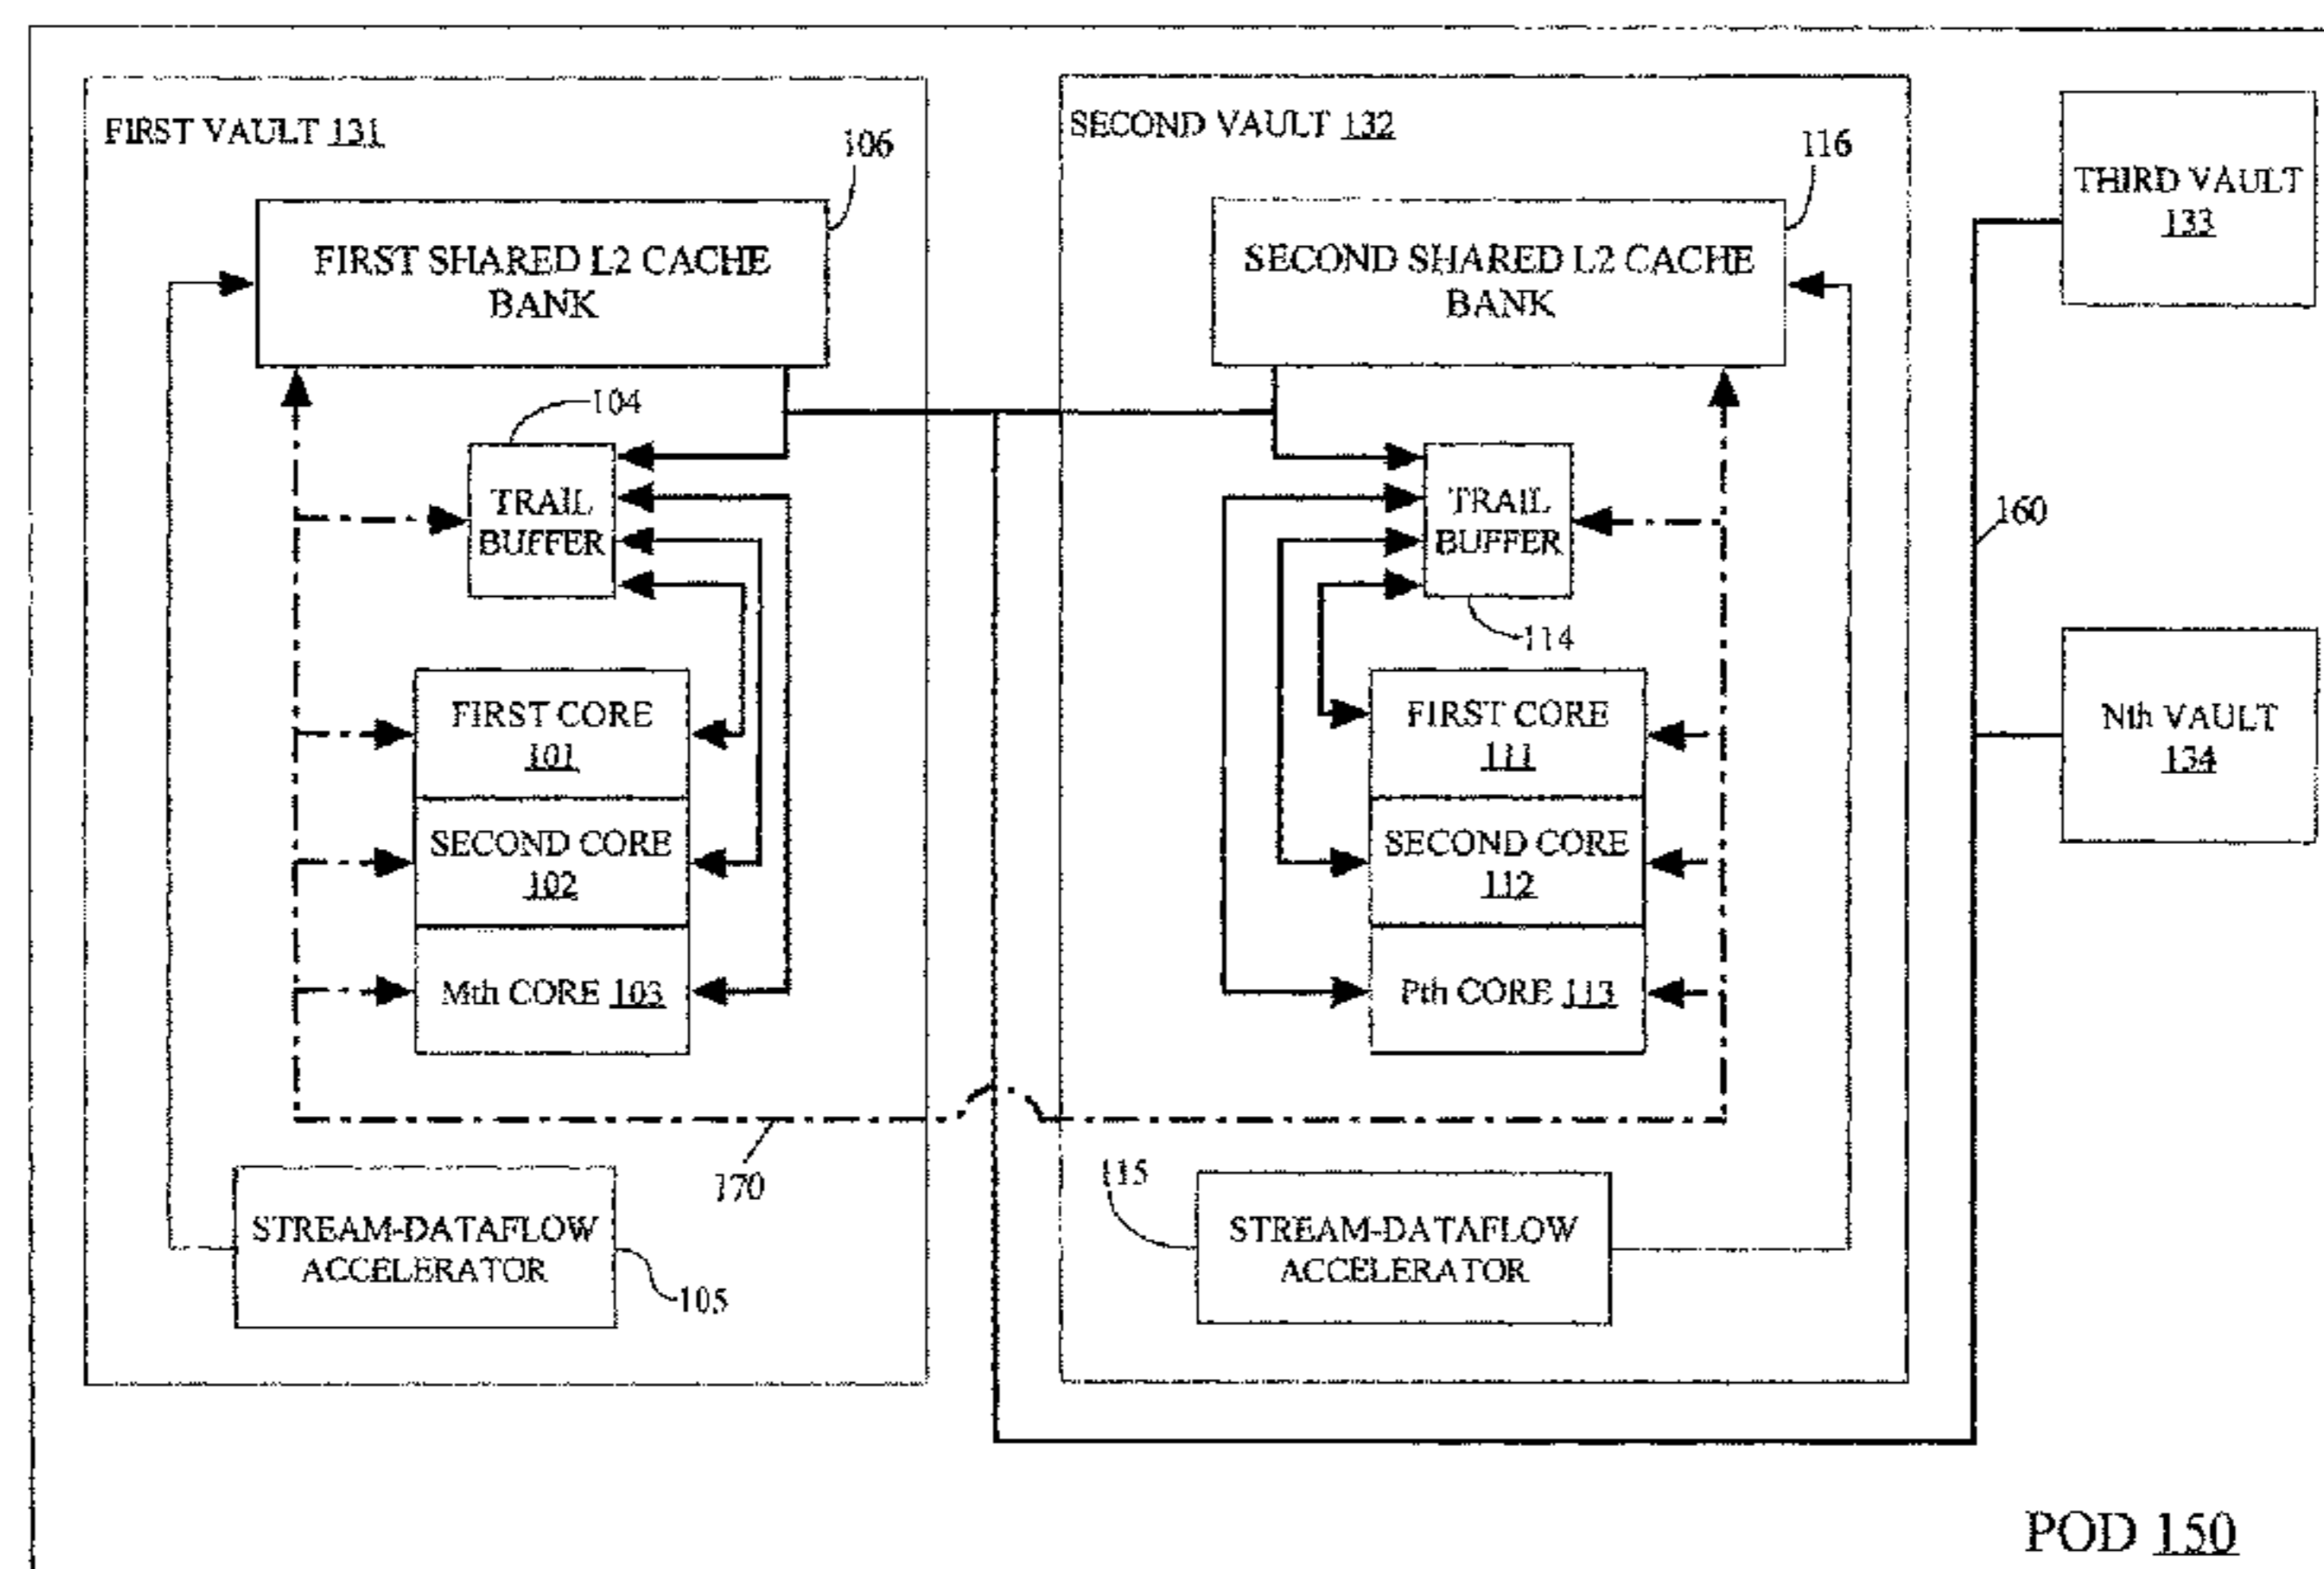 FIRST VAULT 131
106
FIRST SHARED L2 CACHE
BANK
104
TRAIL
BUFFER
FIRST CORE
101
SECOND CORE
102
Mth CORE 103
170
STREAM-DATAFLOW
ACCELERATOR
105
SECOND VAULT 132
116
SECOND SHARED L2 CACHE
BANK
TRAIL
BUFFER
114
FIRST CORE
111
SECOND CORE
112
Pth CORE 113
115
STREAM-DATAFLOW
ACCELERATOR
THIRD VAULT
133
160
Nth VAULT
134
POD 150